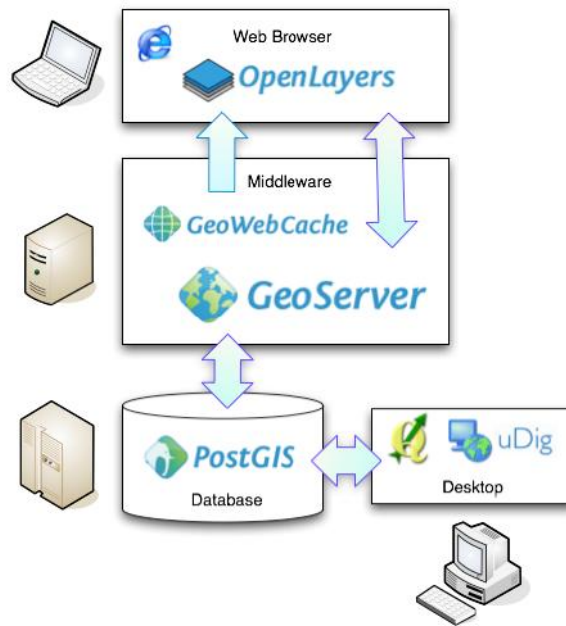 Web Browser
OpenLayers
Middleware
GeoWebCache
GeoServer
PostGIS
Database
uDig
Desktop